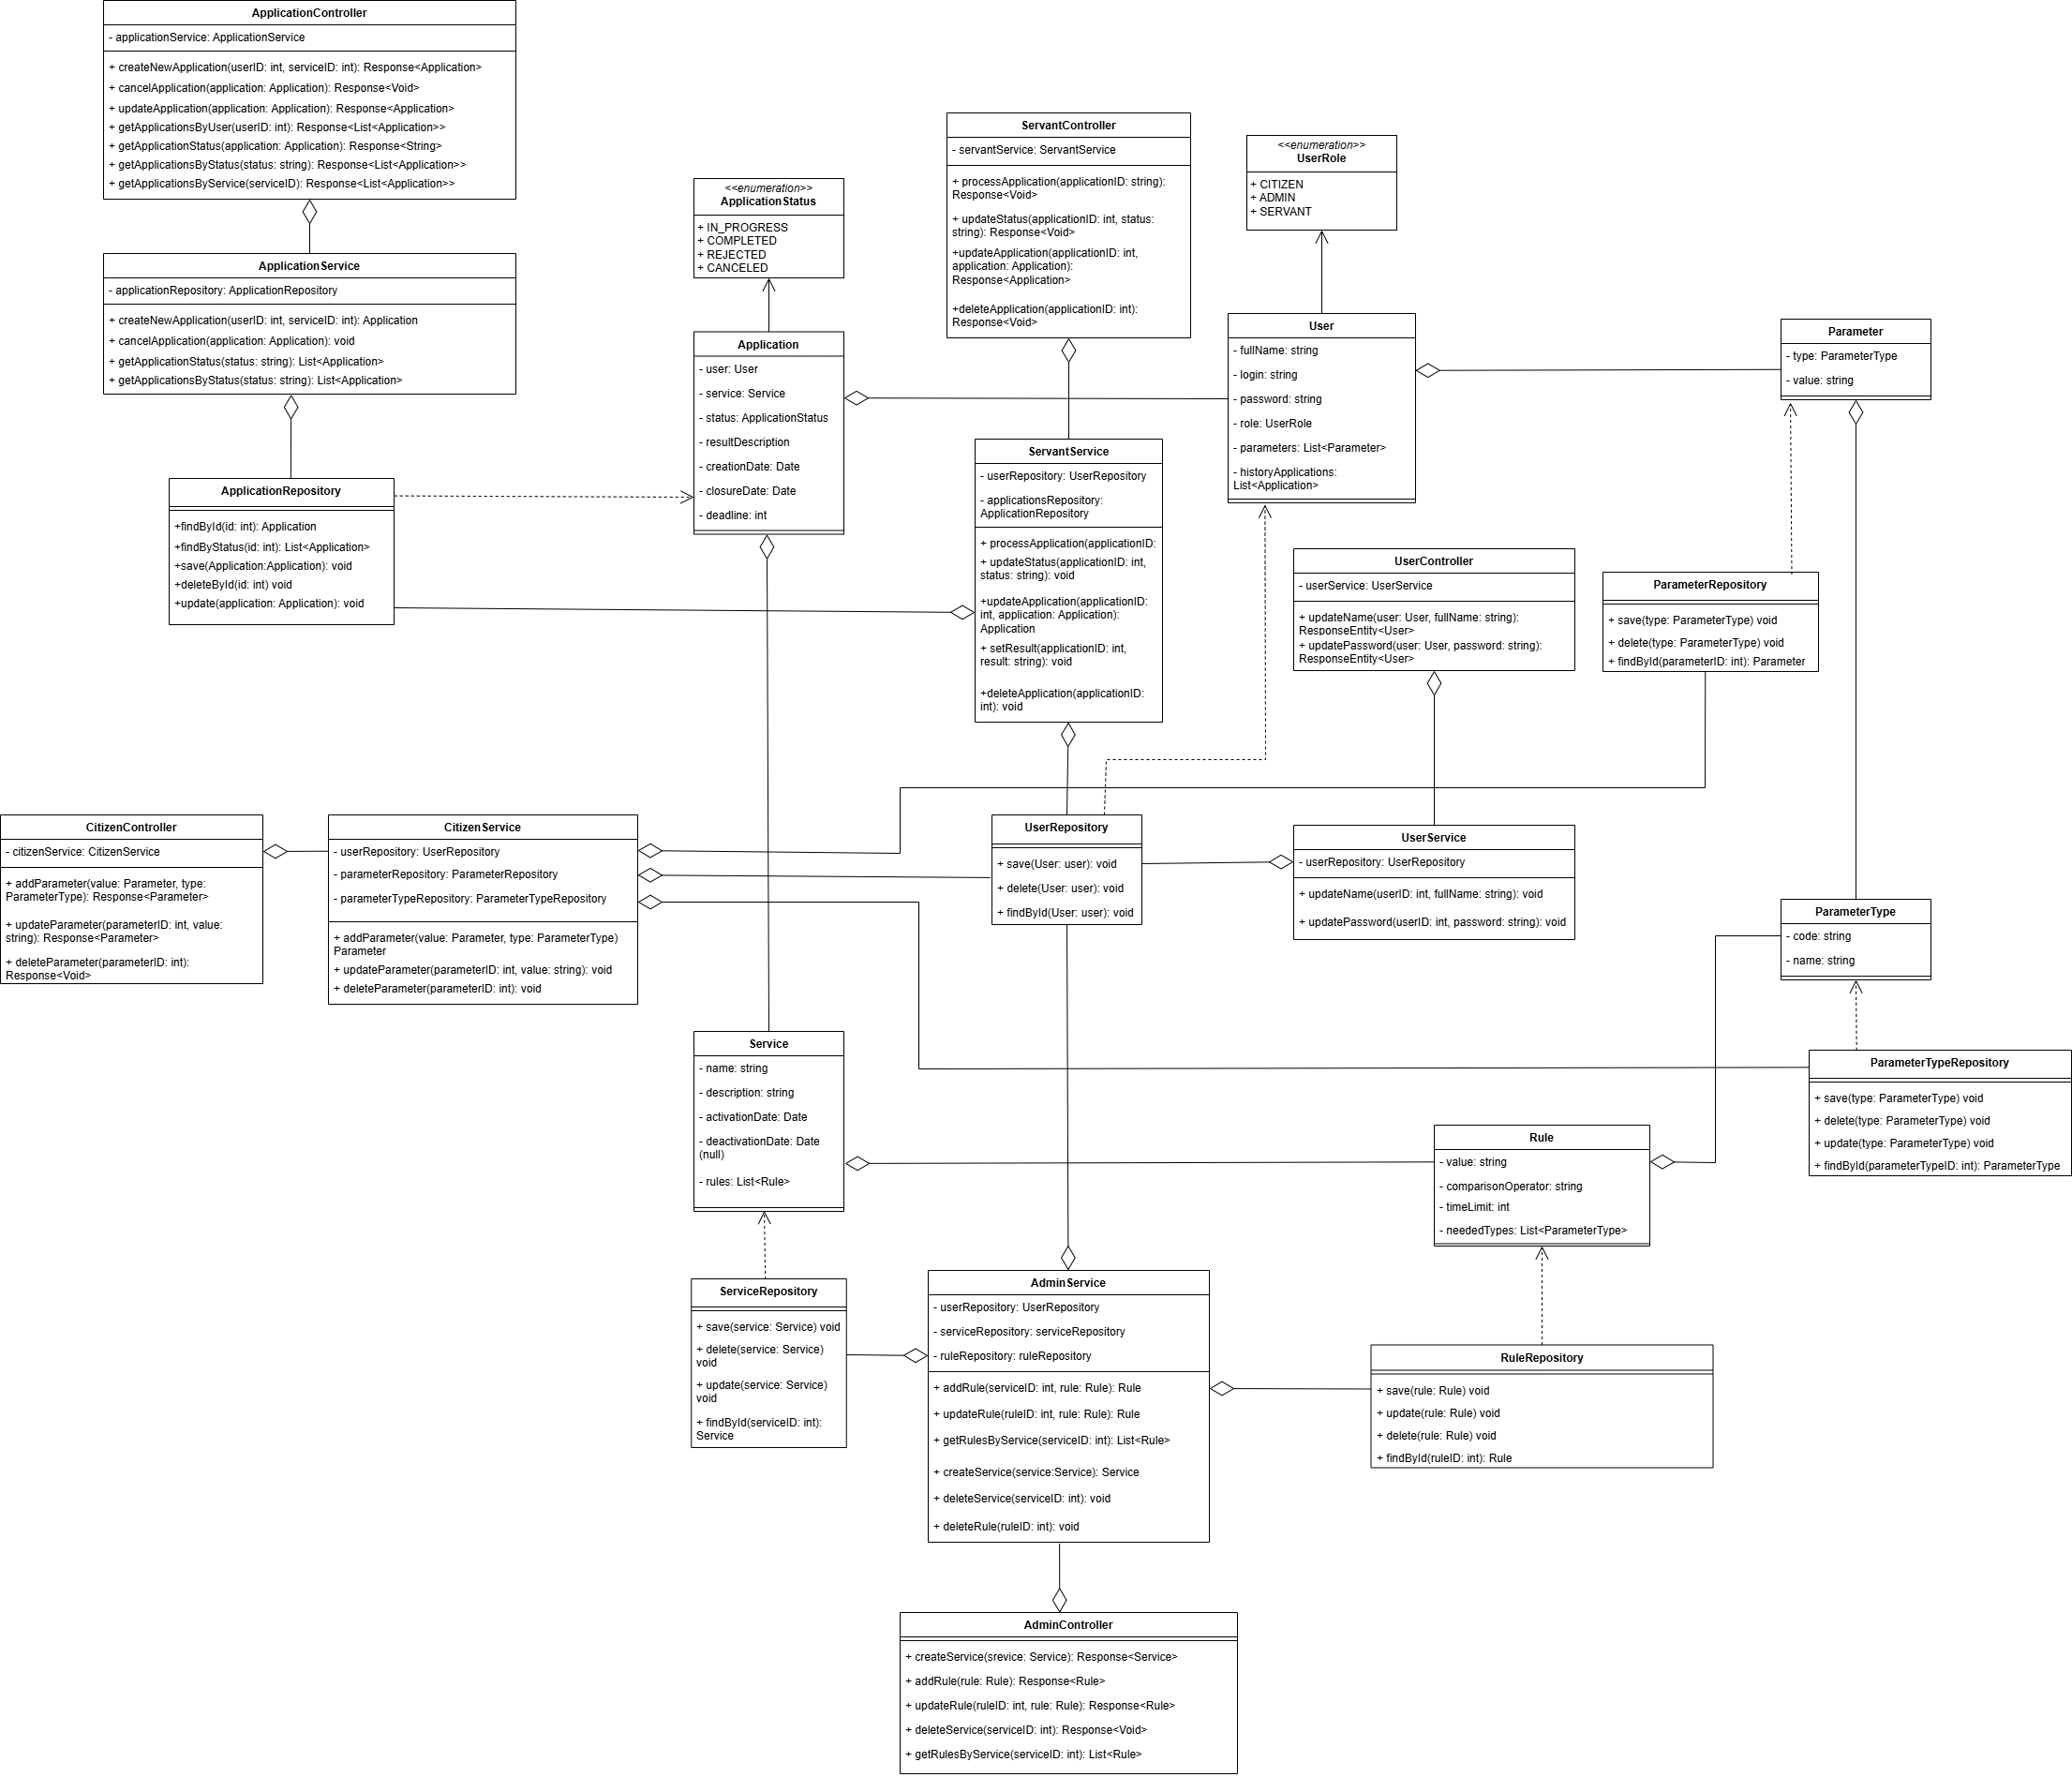 ApplicationController
- applicationService: ApplicationService
+ createNewApplication(userID: int, serviceID: int): Response<Application>
+ cancelApplication(application: Application): Response<Void>
+ updateApplication(application: Application): Response<Application>
+ getApplicationsByUser(userID: int): Response<List<Application>>
+ getApplicationStatus(application: Application): Response<String>
+ getApplicationsByStatus(status: string): Response<List<Application>>
+ getApplicationsByService(serviceID): Response<List<Application>>
ApplicationService
- applicationRepository: ApplicationRepository
+ createNewApplication(userID: int, serviceID: int): Application
+ cancelApplication(application: Application): void
+ getApplicationStatus(status: string): List<Application>
+ getApplicationsByStatus(status: string): List<Application>
ApplicationRepository
+findById(id: int): Application
+findByStatus(id: int): List<Application>
+save(Application:Application): void
+deleteById(id: int) void
+update(application: Application): void
<<enumeration>>
ApplicationStatus
+ IN_PROGRESS
+ COMPLETED
+ REJECTED
+ CANCELED
Application
- user: User
- service: Service
- status: ApplicationStatus
- resultDescription
- creationDate: Date
- closureDate: Date
- deadline: int
ServantController
- servantService: ServantService
+ processApplication(applicationID: string):
Response<Void>
+ updateStatus(applicationID: int, status:
string): Response<Void>
+updateApplication(applicationID: int,
application: Application):
Response<Application>
+deleteApplication(applicationID: int):
Response<Void>
ServantService
- userRepository: UserRepository
- applicationsRepository:
ApplicationRepository
+ processApplication(applicationID:
+ updateStatus(applicationID: int,
status: string): void
+updateApplication(applicationID:
int, application: Application):
Application
+ setResult(applicationID: int,
result: string): void
+deleteApplication(applicationID:
int): void
<<enumeration>>
UserRole
+ CITIZEN
+ ADMIN
+ SERVANT
User
- fullName: string
- login: string
- password: string
- role: UserRole
- parameters: List<Parameter>
- historyApplications:
List<Application>
Parameter
- type: ParameterType
- value: string
UserController
- userService: UserService
+ updateName(user: User, fullName: string):
ResponseEntity<User>
+ updatePassword(user: User, password: string):
ResponseEntity<User>
ParameterRepository
+ save(type: ParameterType) void
+ delete(type: ParameterType) void
+ findById(parameterID: int): Parameter
CitizenController
- citizenService: CitizenService
+ addParameter(value: Parameter, type:
ParameterType): Response<Parameter>
+ updateParameter(parameterID: int, value:
string): Response<Parameter>
+ deleteParameter(parameterID: int):
Response<Void>
CitizenService
- userRepository: UserRepository
- parameterRepository: ParameterRepository
- parameterTypeRepository: ParameterTypeRepository
+ addParameter(value: Parameter, type: ParameterType)
Parameter
+ updateParameter(parameterID: int, value: string): void
+ deleteParameter(parameterID: int): void
UserRepository
+ save(User: user): void
+ delete(User: user): void
+ findById(User: user): void
UserService
- userRepository: UserRepository
+ updateName(userID: int, fullName: string): void
+ updatePassword(userID: int, password: string): void
ParameterType
- code: string
- name: string
ParameterTypeRepository
+ save(type: ParameterType) void
+ delete(type: ParameterType) void
+ update(type: ParameterType) void
+ findById(parameterTypeID: int): ParameterType
Service
- name: string
- description: string
- activationDate: Date
- deactivationDate: Date
(null)
- rules: List<Rule>
Rule
- value: string
- comparisonOperator: string
- timeLimit: int
- neededTypes: List<ParameterType>
ServiceRepository
+ save(service: Service) void
+ delete(service: Service)
void
+ update(service: Service)
void
+ findById(serviceID: int):
Service
AdminService
- userRepository: UserRepository
- serviceRepository: serviceRepository
- ruleRepository: ruleRepository
+ addRule(serviceID: int, rule: Rule): Rule
+ updateRule(ruleID: int, rule: Rule): Rule
+ getRulesByService(serviceID: int): List<Rule>
+ createService(service:Service): Service
+ deleteService(serviceID: int): void
+ deleteRule(ruleID: int): void
RuleRepository
+ save(rule: Rule) void
+ update(rule: Rule) void
+ delete(rule: Rule) void
+ findById(ruleID: int): Rule
AdminController
+ createService(srevice: Service): Response<Service>
+ addRule(rule: Rule): Response<Rule>
+ updateRule(ruleID: int, rule: Rule): Response<Rule>
+ deleteService(serviceID: int): Response<Void>
+ getRulesByService(serviceID: int): List<Rule>